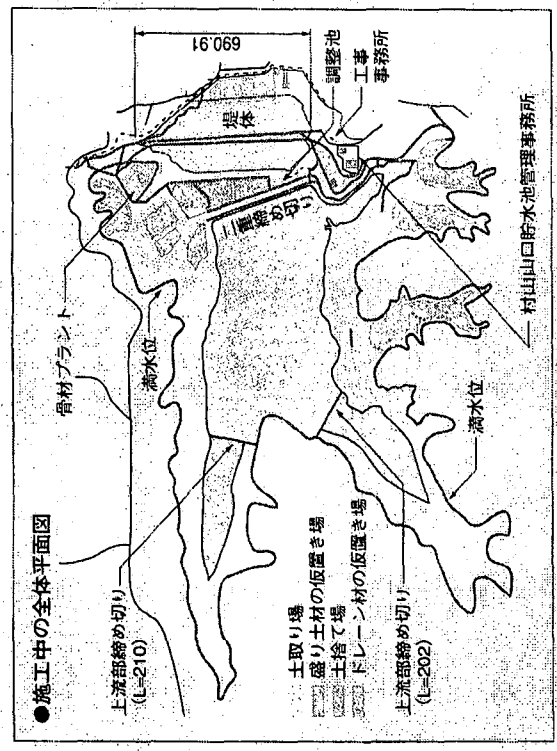 ●施工中の全体平面図
上流部締め切り
(L=210)
骨材プラント
満水位
690.91
堤体
二重締め切り
調整池
工事
事務所
村山山口貯水池管理事務所
土取り場
盛り土材の仮置き場
土捨て場
ドレーン材の仮置き場
上流部締め切り
(L=202)
満水位